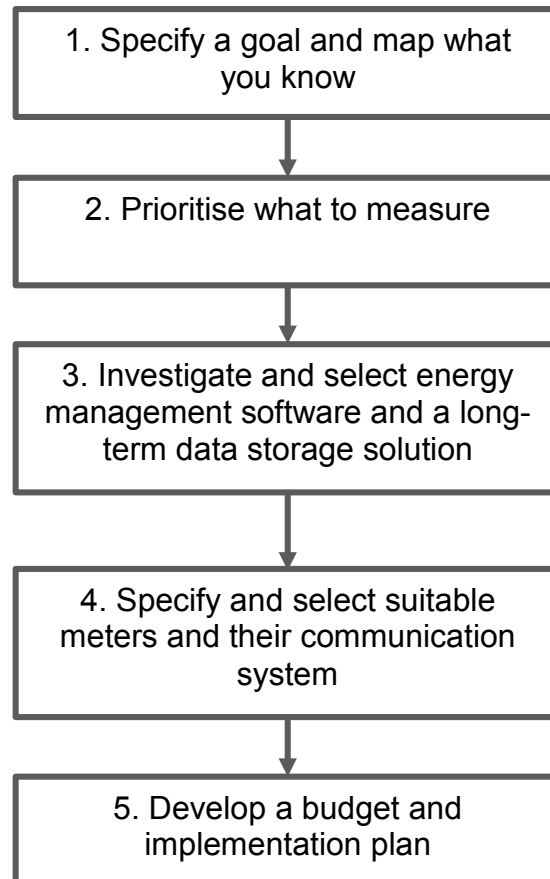 1. Specify a goal and map what
you know
2. Prioritise what to measure
3. Investigate and select energy
management software and a long-
term data storage solution
4. Specify and select suitable
meters and their communication
system
5. Develop a budget and
implementation plan